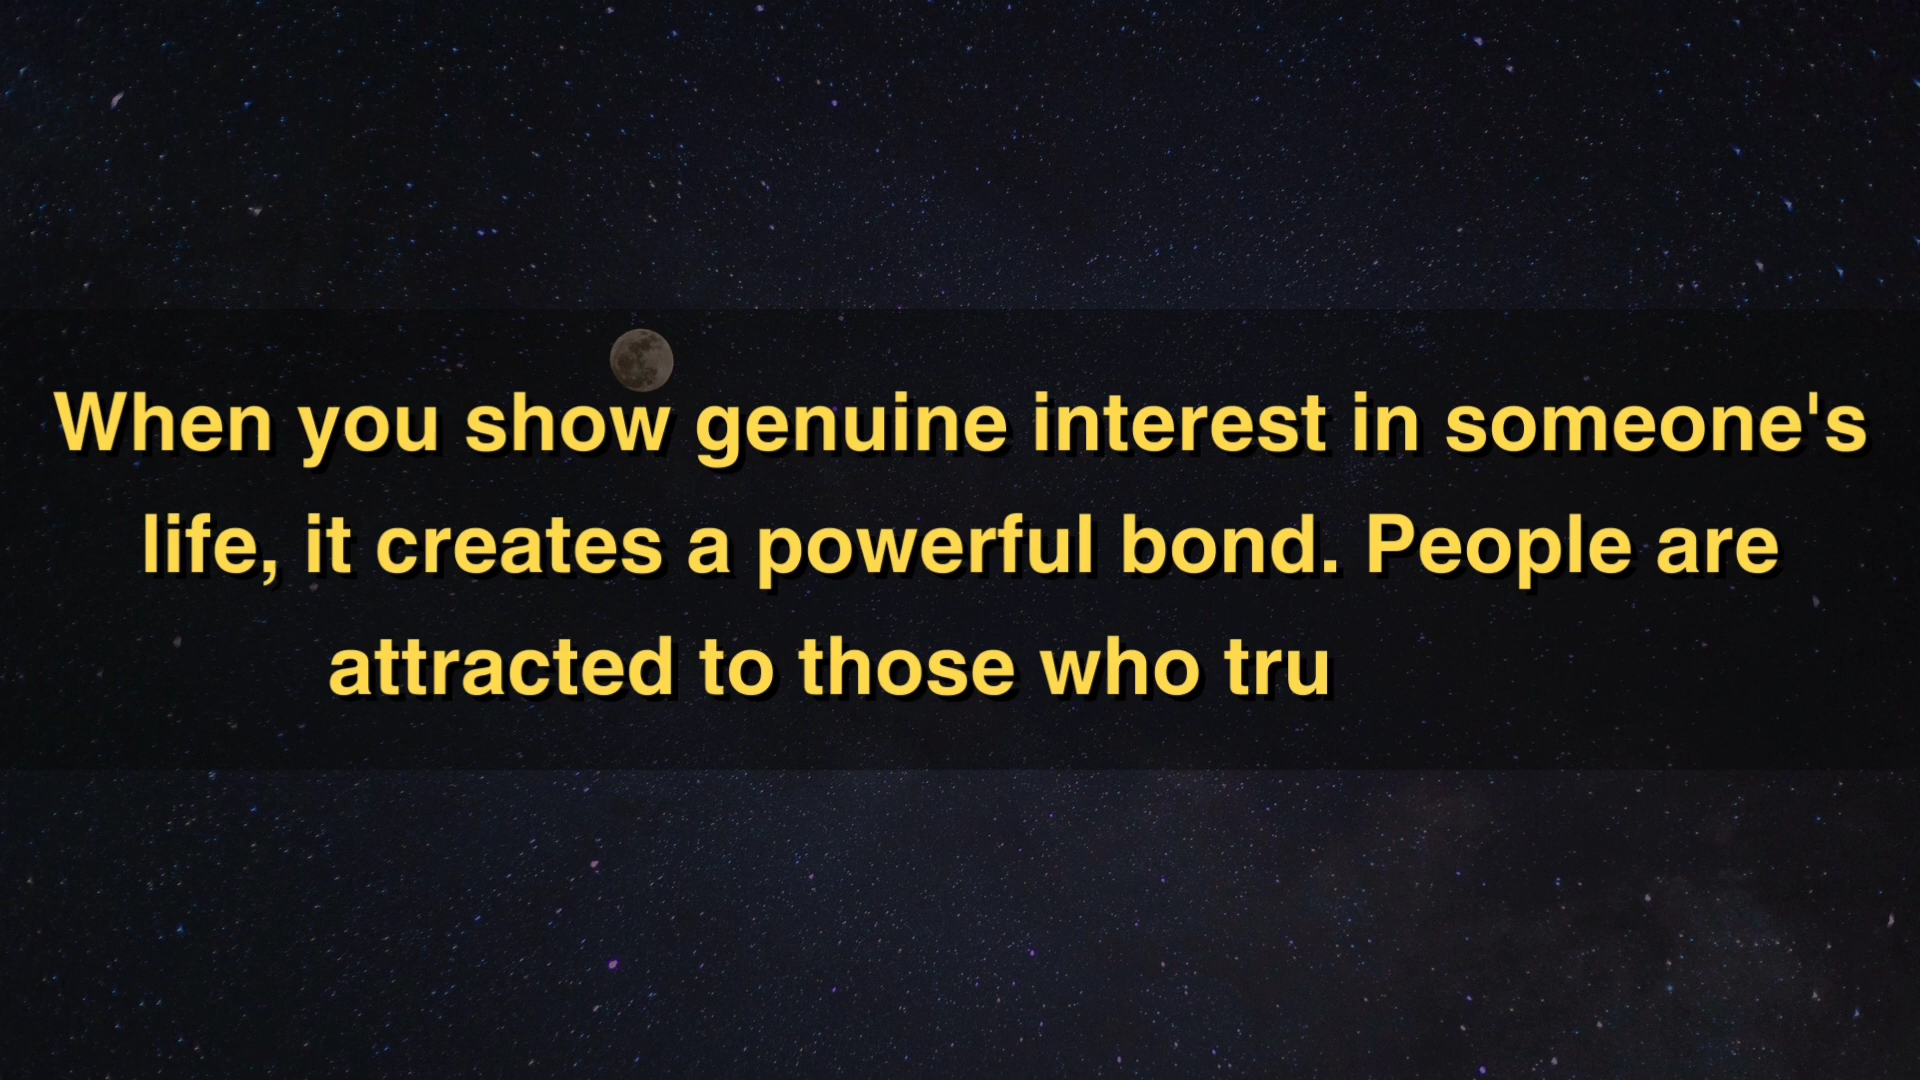 When you show genuine interest in someone's
life, it creates a powerful bond. People are
attracted to those who tru